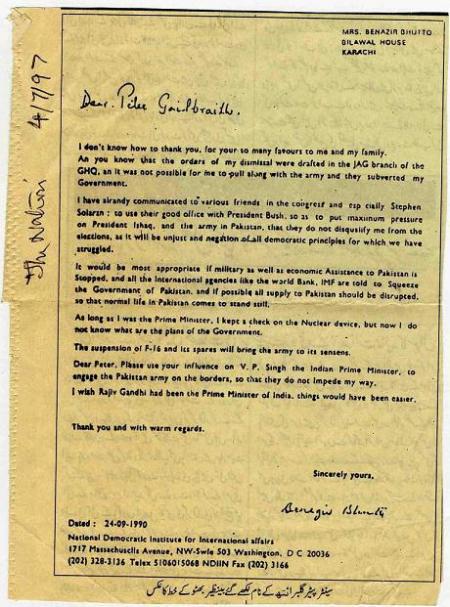 MRS. BENAZIR BHUTTO
BILAWAL HOUSE
KARACHI
4/7/97
The Nation
Dear. Peter Galbraith.
I don't know how to thank you, for your so many favours to me and my family.
An you know that the orders of my dismissal were drafted in the JAG branch of the
GHQ, an it was not possible for me to pull along with the army and they subverted my
Government.
I have alrandy communicated to various friends in the congress and esp cially Stephen
Solarzn : to use their good office with President Bush, so as to put maximum pressure
on President Ishaq, and the army in Pakistan, that they do not disqulify me from the
elections, as it will be unjust and negation of all democratic principles for which we have
struggled.
It would be most appropriate if military as well as economic Assistance to Pakistan is
Stopped, and all the International agencies like the world Bank, IMF are told to Squeeze
the Government of Pakistan, and if possible all supply to Pakistan should be disrupted,
so that normal life in Pakistan comes to stand still,
As long as I was the Prime Minister, I kept a check on the Nuclear device, but now I do
not know what are the plans of the Government.
The suspension of F-16 and its spares will bring the army to its sensens.
Dear Peter, Please use your influence on V. P. Singh the Indian Prime Minister, to
engage the Pakistan army on the borders, so that they do not impede my way.
I wish Rajiv Gandhi had been the Prime Minister of India, things would have been easier.
Thank you and with warm regards.
Sincerely yours,
Benazir Bhutto
Dated : 24-09-1990
National Democratic Institute for International affairs
1717 Massachuscils Avenue, NW-Swle 503 Washington, D C 20036
(202) 328-3136 Telex 5106015068 NDIIN Fax (202) 3166
سینٹر پیٹر گلبرائتھ کے نام لکھے گئے بینظیر بھٹو کے خط کا عکس